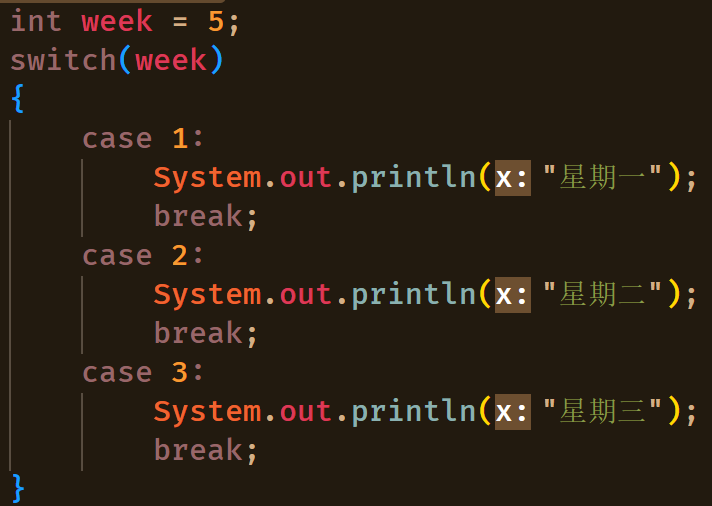 int week = 5;
switch(week)
{
case 1:
System.out.println(x: "星期一");
break;
case 2:
System.out.println(x: "星期二");
break;
case 3:
System.out.println(x: "星期三");
break;
}